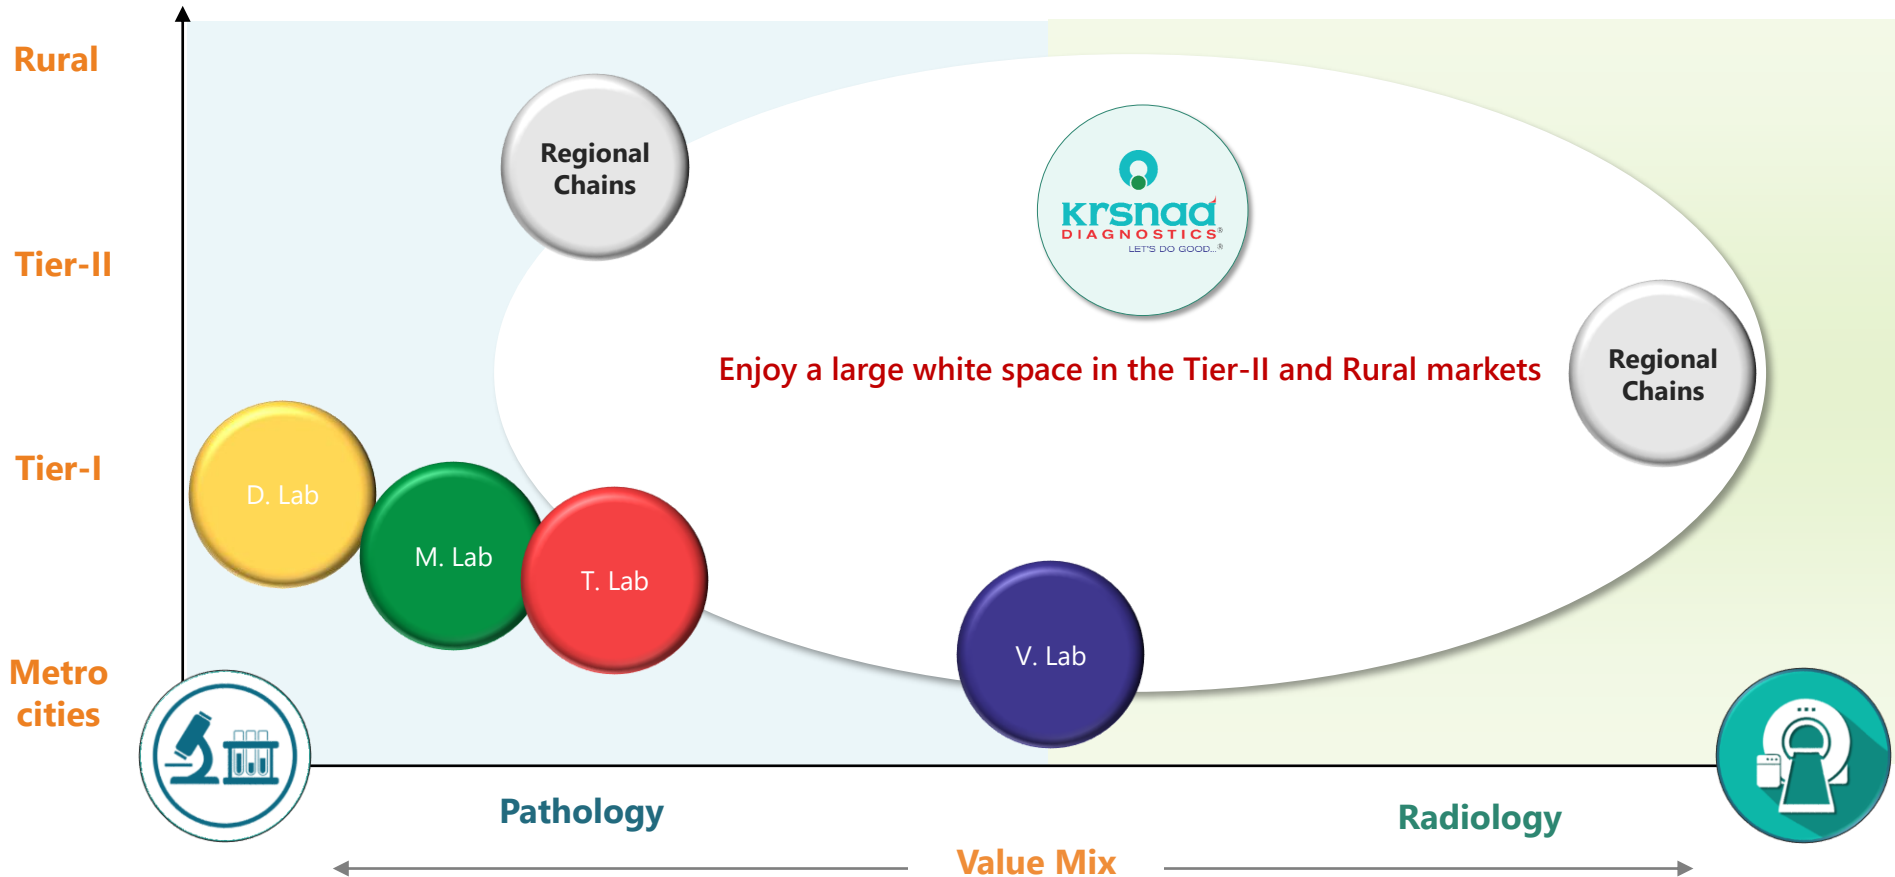 Rural
Tier-II
Tier-I
Metro
cities
Regional
Chains
krsnaa
DIAGNOSTICS®
LET'S DO GOOD...®
Enjoy a large white space in the Tier-II and Rural markets
Regional
Chains
D. Lab
M. Lab
T. Lab
V. Lab
Pathology
Radiology
Value Mix